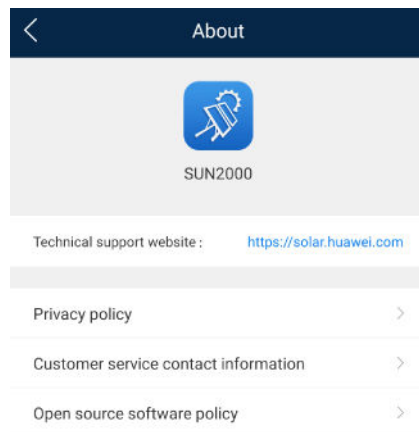 About
SUN2000
Technical support website : https://solar.huawei.com
Privacy policy
Customer service contact information
Open source software policy